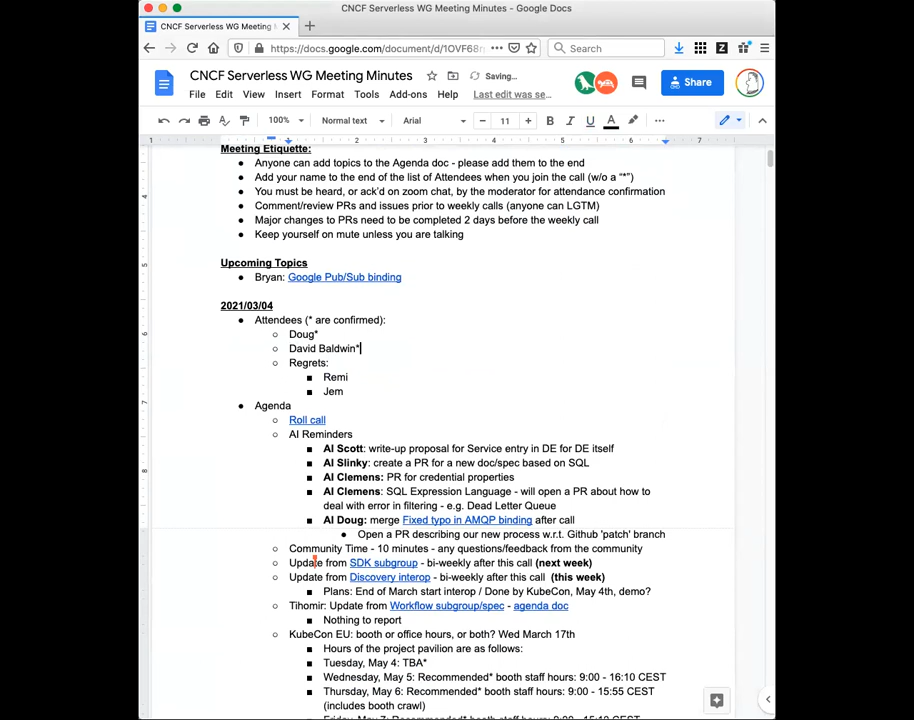 CNCF Serverless WG Meeting Minutes - Google Docs
CNCF Serverless WG Meeting M
https://docs.google.com/document/d/1OVF68r
Search
CNCF Serverless WG Meeting Minutes
Saving...
File Edit View Insert Format Tools Add-ons Help Last edit was se...
Share
100% Normal text Arial 11 B I U A
1 1 2 3 4 5 6 7
Meeting Etiquette:
Anyone can add topics to the Agenda doc - please add them to the end
Add your name to the end of the list of Attendees when you join the call (w/o a "*")
You must be heard, or ack'd on zoom chat, by the moderator for attendance confirmation
Comment/review PRs and issues prior to weekly calls (anyone can LGTM)
Major changes to PRs need to be completed 2 days before the weekly call
Keep yourself on mute unless you are talking
Upcoming Topics
Bryan: Google Pub/Sub binding
2021/03/04
Attendees (* are confirmed):
Doug*
David Baldwin*
Regrets:
Remi
Jem
Agenda
Roll call
AI Reminders
AI Scott: write-up proposal for Service entry in DE for DE itself
AI Slinky: create a PR for a new doc/spec based on SQL
AI Clemens: PR for credential properties
AI Clemens: SQL Expression Language - will open a PR about how to
deal with error in filtering - e.g. Dead Letter Queue
AI Doug: merge Fixed typo in AMQP binding after call
Open a PR describing our new process w.r.t. Github 'patch' branch
Community Time - 10 minutes - any questions/feedback from the community
Update from SDK subgroup - bi-weekly after this call (next week)
Update from Discovery interop - bi-weekly after this call (this week)
Plans: End of March start interop / Done by KubeCon, May 4th, demo?
Tihomir: Update from Workflow subgroup/spec - agenda doc
Nothing to report
KubeCon EU: booth or office hours, or both? Wed March 17th
Hours of the project pavilion are as follows:
Tuesday, May 4: TBA*
Wednesday, May 5: Recommended* booth staff hours: 9:00 - 16:10 CEST
Thursday, May 6: Recommended* booth staff hours: 9:00 - 15:55 CEST
(includes booth crawl)